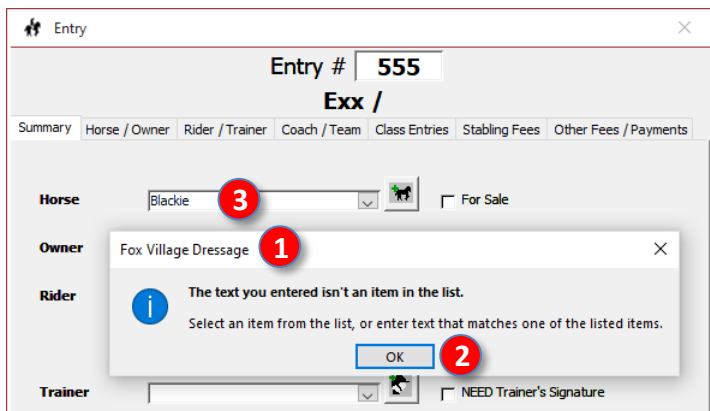 Entry
Entry # 555
Exx /
Summary Horse / Owner Rider / Trainer Coach / Team Class Entries Stabling Fees Other Fees / Payments
Horse Blackie 3 For Sale
Owner Fox Village Dressage 1
Rider The text you entered isn't an item in the list.
Select an item from the list, or enter text that matches one of the listed items.
OK 2
Trainer NEED Trainer's Signature